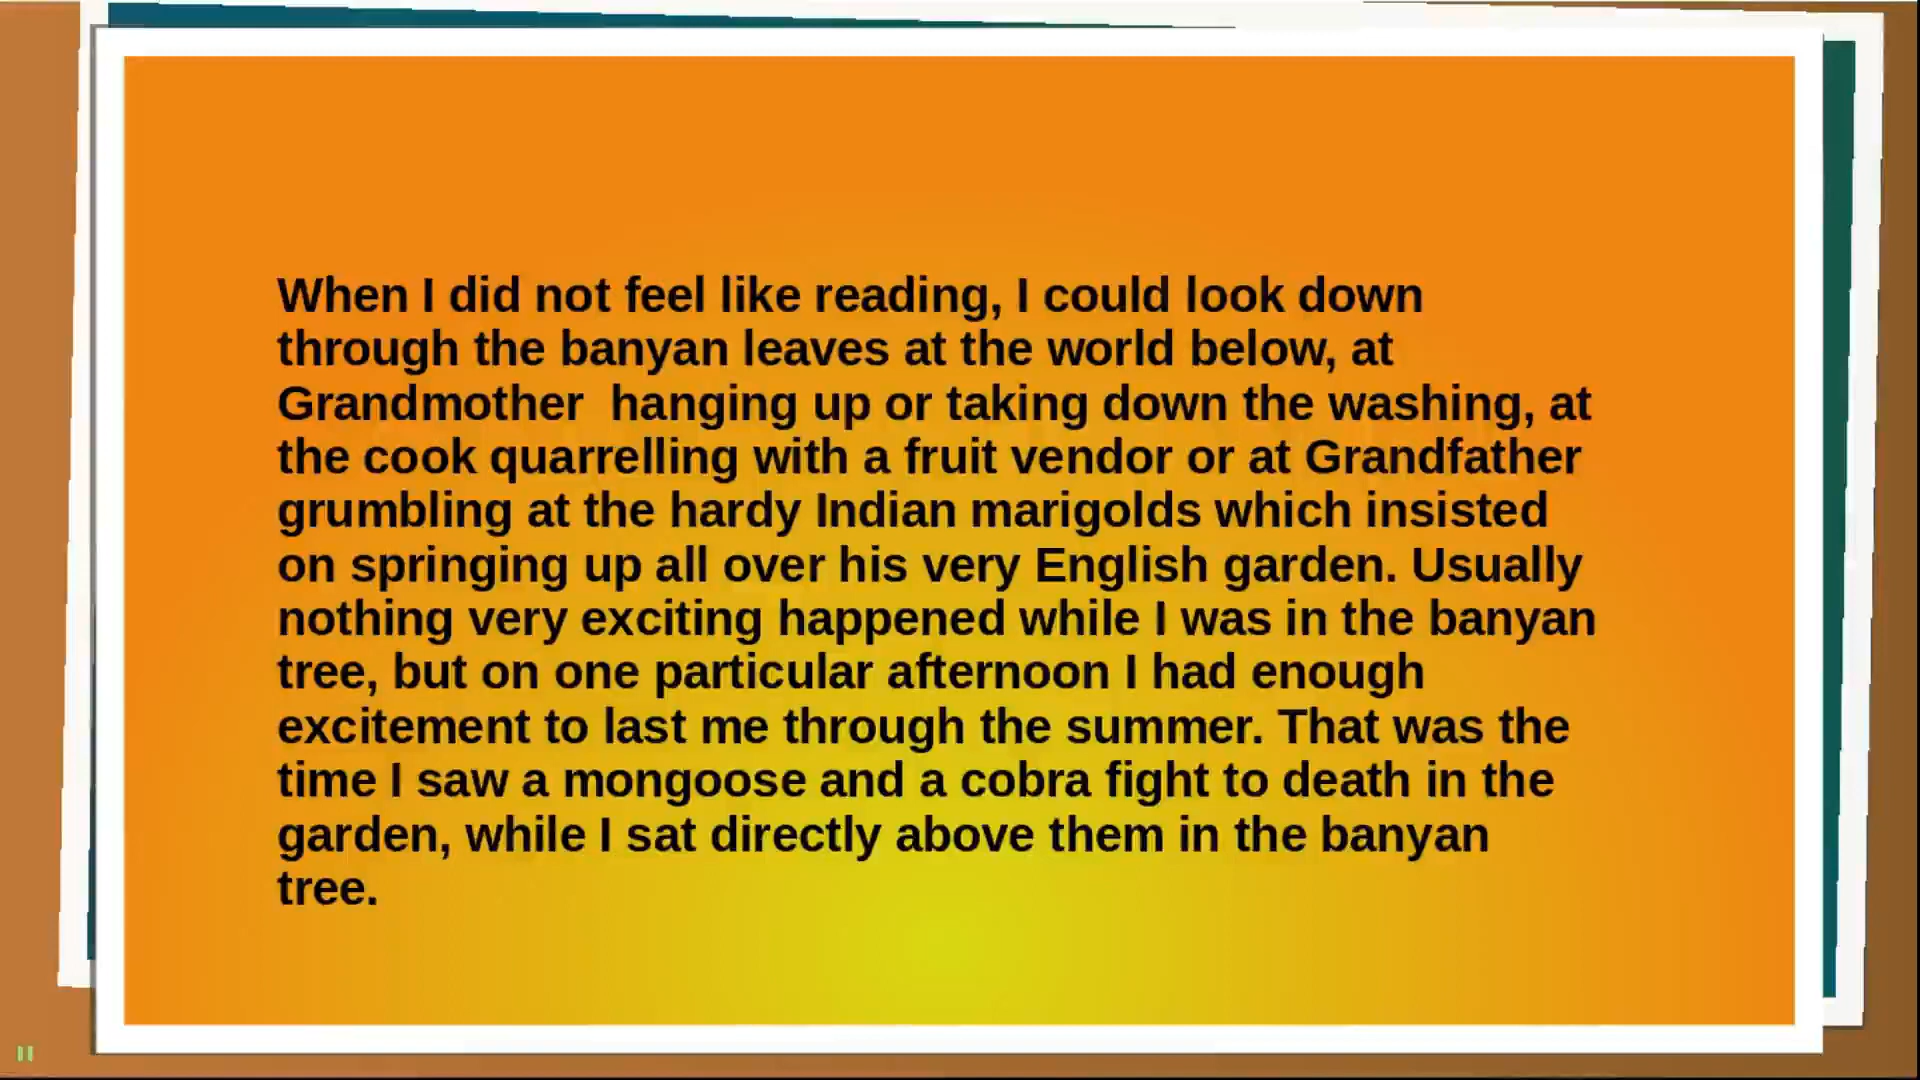 When I did not feel like reading, I could look down
through the banyan leaves at the world below, at
Grandmother  hanging up or taking down the washing, at
the cook quarrelling with a fruit vendor or at Grandfather
grumbling at the hardy Indian marigolds which insisted
on springing up all over his very English garden. Usually
nothing very exciting happened while I was in the banyan
tree, but on one particular afternoon I had enough
excitement to last me through the summer. That was the
time I saw a mongoose and a cobra fight to death in the
garden, while I sat directly above them in the banyan
tree.